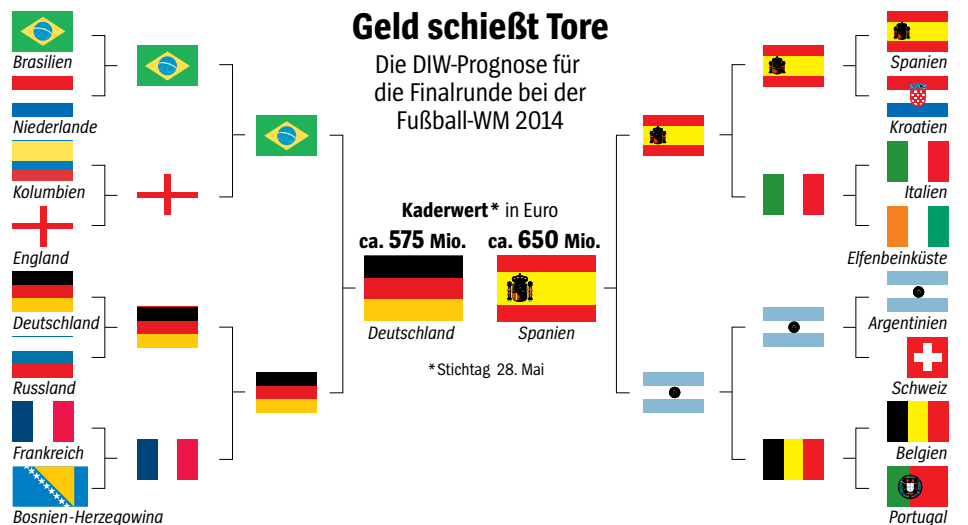 Geld schießt Tore
Die DIW-Prognose für
die Finalrunde bei der
Fußball-WM 2014
Brasilien
Niederlande
Kolumbien
England
Deutschland
Russland
Frankreich
Bosnien-Herzegowina
Kaderwert* in Euro
ca. 575 Mio. ca. 650 Mio.
Deutschland Spanien
*Stichtag 28. Mai
Spanien
Kroatien
Italien
Elfenbeinküste
Argentinien
Schweiz
Belgien
Portugal